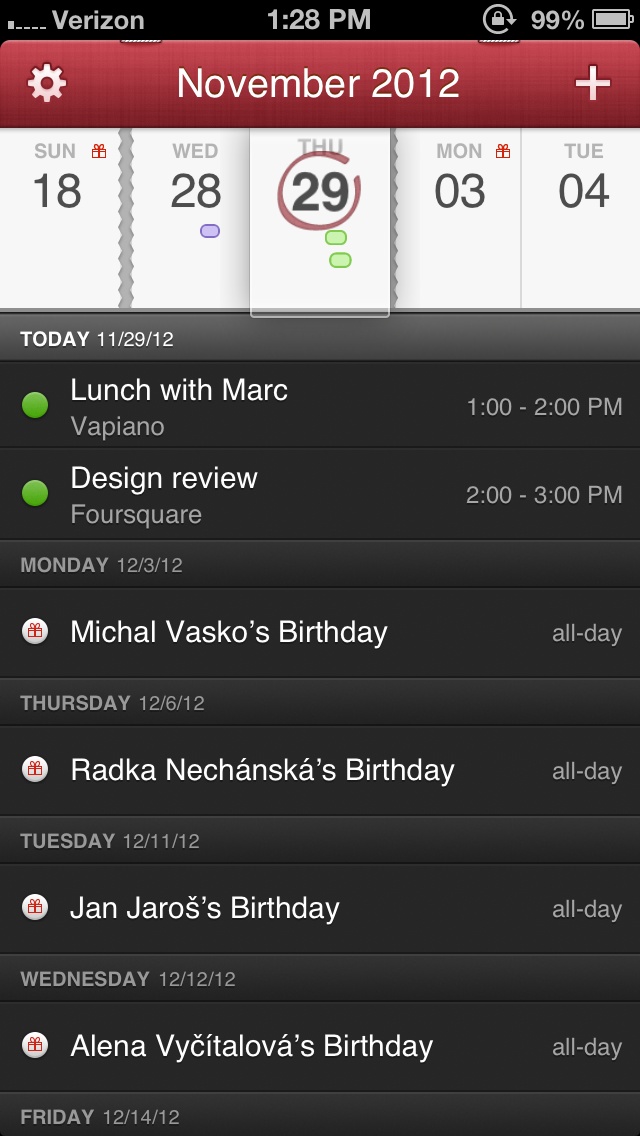 Verizon 1:28 PM 99%
November 2012
SUN WED THU MON TUE
18 28 29 03 04
TODAY 11/29/12
Lunch with Marc
1:00 - 2:00 PM
Vapiano
Design review
2:00 - 3:00 PM
Foursquare
MONDAY 12/3/12
Michal Vasko’s Birthday all-day
THURSDAY 12/6/12
Radka Nechánská’s Birthday all-day
TUESDAY 12/11/12
Jan Jaroš’s Birthday all-day
WEDNESDAY 12/12/12
Alena Vyčítalová’s Birthday all-day
FRIDAY 12/14/12